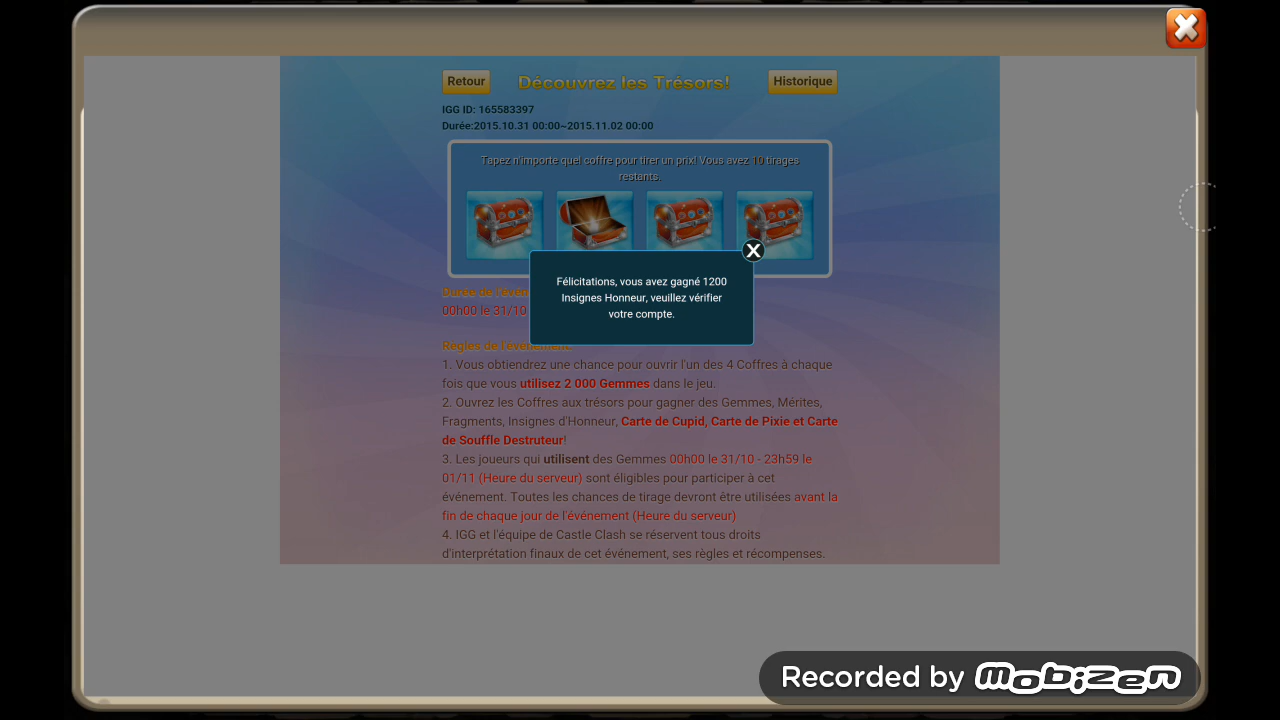 Retour
Découvrez les Trésors!
Historique
IGG ID: 165583397
Durée:2015.10.31 00:00~2015.11.02 00:00
Tapez n'importe quel coffre pour tirer un prix! Vous avez 10 tirages
restants.
X
Félicitations, vous avez gagné 1200
Insignes Honneur, veuillez vérifier
votre compte.
Durée de l'éven
00h00 le 31/10
Règles de l'événement:
1. Vous obtiendrez une chance pour ouvrir l'un des 4 Coffres à chaque
fois que vous utilisez 2 000 Gemmes dans le jeu.
2. Ouvrez les Coffres aux trésors pour gagner des Gemmes, Mérites,
Fragments, Insignes d'Honneur, Carte de Cupid, Carte de Pixie et Carte
de Souffle Destruteur!
3. Les joueurs qui utilisent des Gemmes 00h00 le 31/10 - 23h59 le
01/11 (Heure du serveur) sont éligibles pour participer à cet
événement. Toutes les chances de tirage devront être utilisées avant la
fin de chaque jour de l'événement (Heure du serveur)
4. IGG et l'équipe de Castle Clash se réservent tous droits
d'interprétation finaux de cet événement, ses règles et récompenses.
Recorded by mobizen